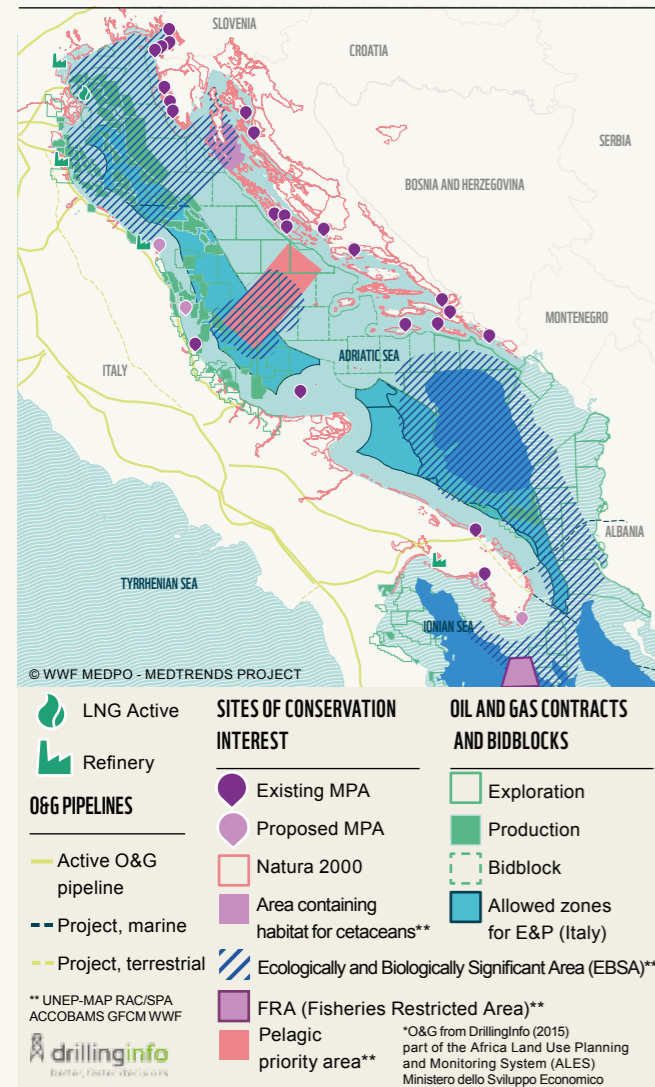 SLOVENIA
CROATIA
SERBIA
BOSNIA AND HERZEGOVINA
MONTENEGRO
ITALY
ADRIATIC SEA
ALBANIA
TYRRHENIAN SEA
IONIAN SEA
© WWF MEDPO - MEDTRENDS PROJECT
LNG Active
Refinery
O&G PIPELINES
Active O&G
pipeline
Project, marine
Project, terrestrial
** UNEP-MAP RAC/SPA
ACCOBAMS GFCM WWF
drillinginfo
better, faster decisions
SITES OF CONSERVATION
INTEREST
Existing MPA
Proposed MPA
Natura 2000
Area containing
habitat for cetaceans**
Ecologically and Biologically Significant Area (EBSA)**
FRA (Fisheries Restricted Area)**
Pelagic
priority area**
OIL AND GAS CONTRACTS
AND BIDBLOCKS
Exploration
Production
Bidblock
Allowed zones
for E&P (Italy)
*O&G from DrillingInfo (2015)
part of the Africa Land Use Planning
and Monitoring System (ALES)
Ministero dello Sviluppo Economico